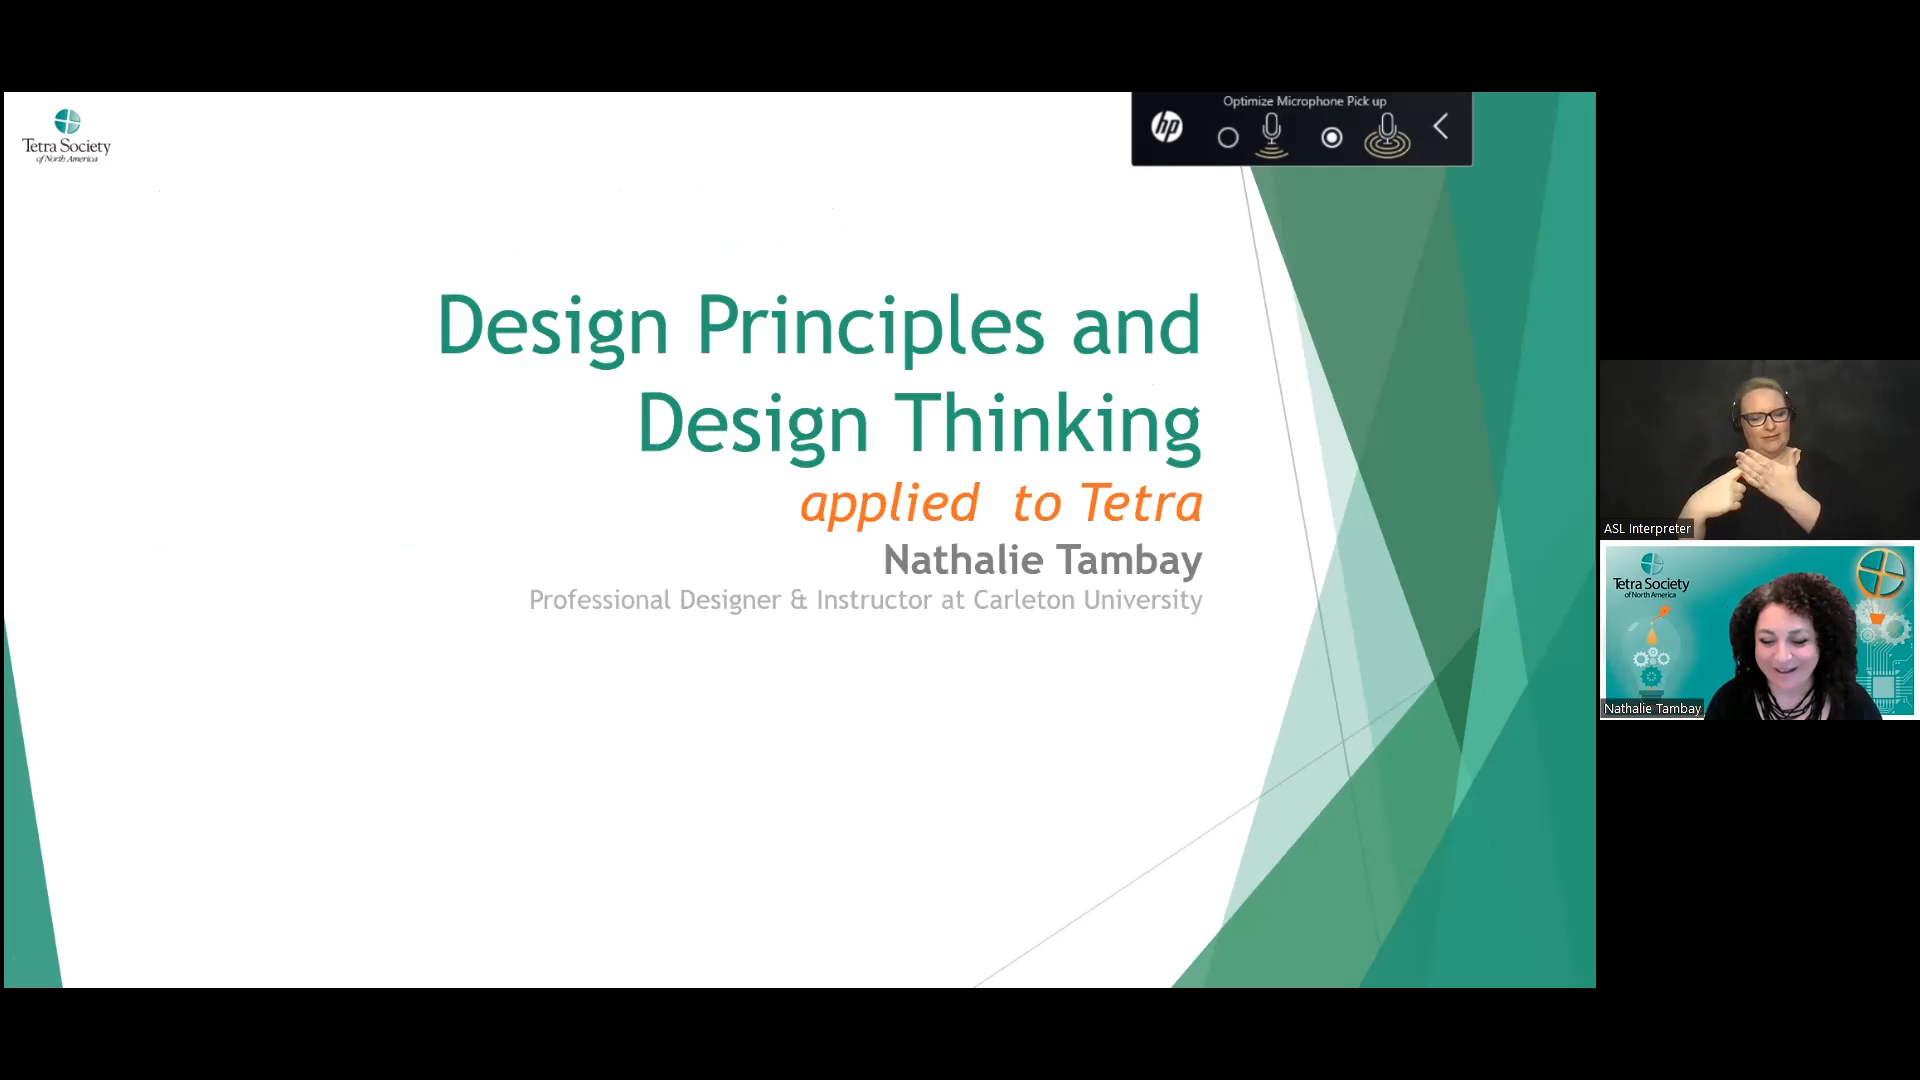 Tetra Society
of North America
Optimize Microphone Pick up
hp
Design Principles and
Design Thinking
applied to Tetra
Nathalie Tambay
Professional Designer & Instructor at Carleton University
ASL Interpreter
Tetra Society
of North America
Nathalie Tambay